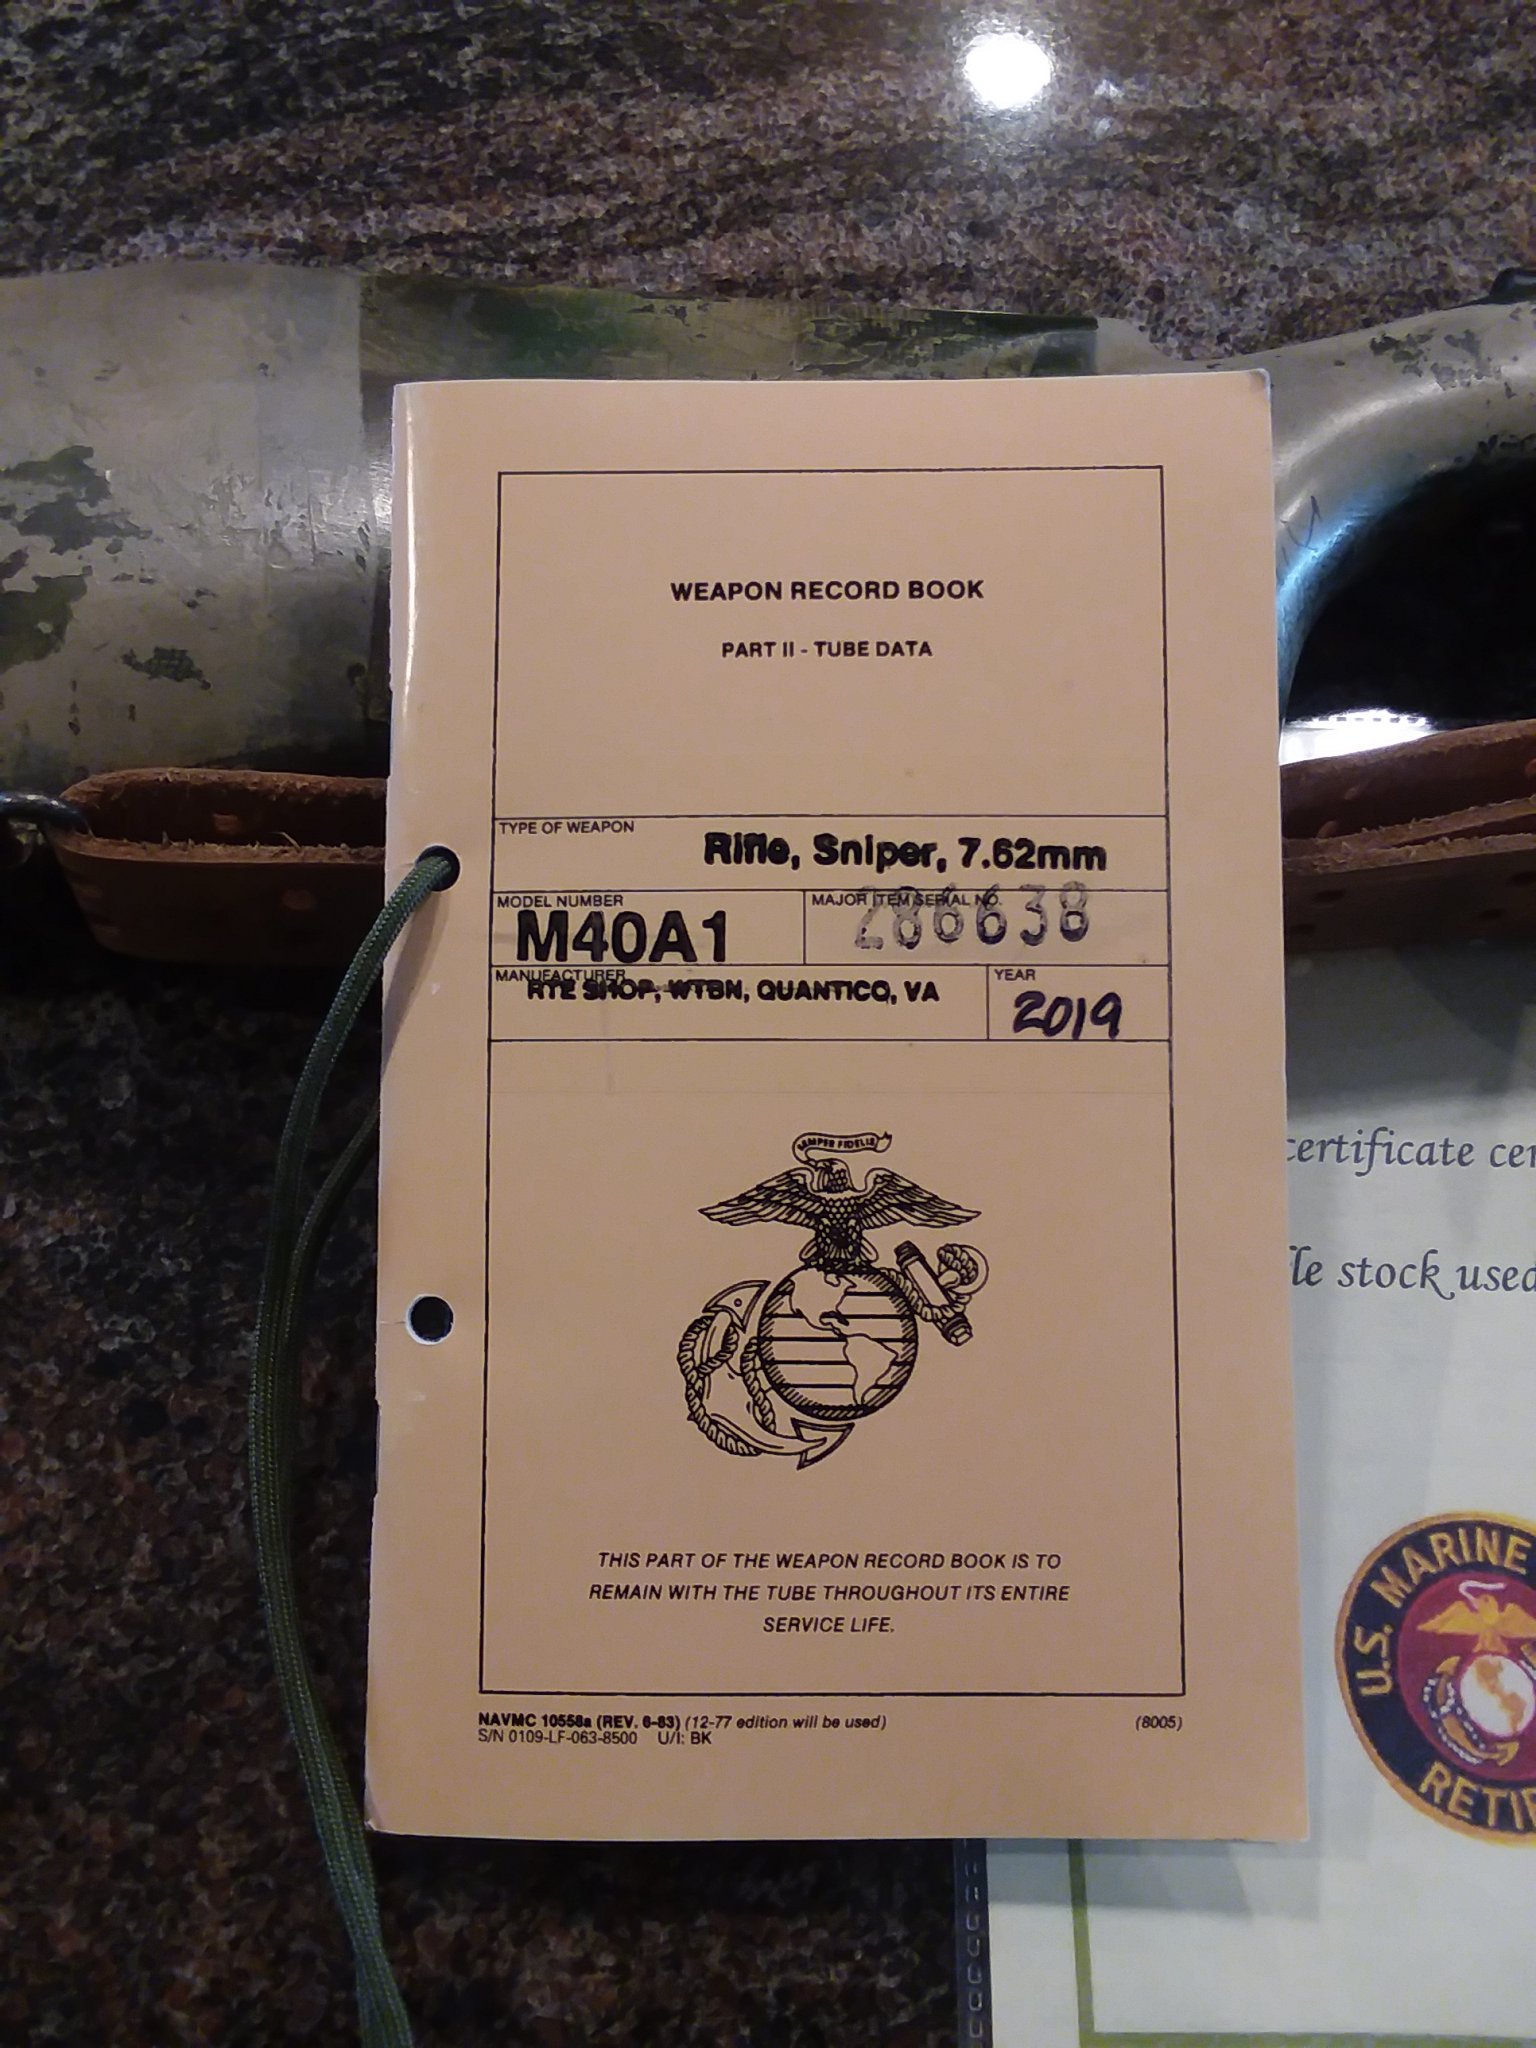 WEAPON RECORD BOOK
PART II - TUBE DATA
TYPE OF WEAPON
Rifle, Sniper, 7.62mm
MODEL NUMBER
M40A1
MAJOR ITEM SERIAL NO.
286638
MANUFACTURER
RTE SHOP, WTBN, QUANTICO, VA
YEAR
2019
SEMPER FIDELIS
THIS PART OF THE WEAPON RECORD BOOK IS TO
REMAIN WITH THE TUBE THROUGHOUT ITS ENTIRE
SERVICE LIFE.
NAVMC 10558a (REV. 6-83) (12-77 edition will be used) (8005)
S/N 0109-LF-063-8500 U/I: BK
certificate cer
fle stock used
U.S. MARINE
RETI